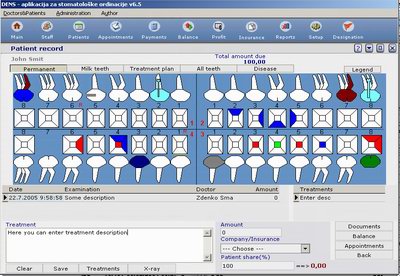 DENS - aplikacija za stomatološke ordinacije v6.5
Doctors&Patients Administration Author
Main Staff Patients Appointments Payments Balance Profit Insurance Reports Setup Designation
Patient record
John Smit
Total amount due
100,00
Permanent Milk teeth Treatment plan All teeth Disease Legend
8 7 6 5 4 3 2 1 1 2 3 4 5 6 7 8
1 2
4 3
8 7 6 5 4 3 2 1 1 2 3 4 5 6 7 8
Date Examination Doctor Amount Treatments
22.7.2005 9:58:58 Some description Zdenko Sma 0 Enter desc
Treatment
Here you can enter treatment description
Amount
0
Company/Insurance
--- Choose ---
Patient share(%)
100 ==> 0,00
Documents
Balance
Appointments
Back
Clear Save Treatments X-ray